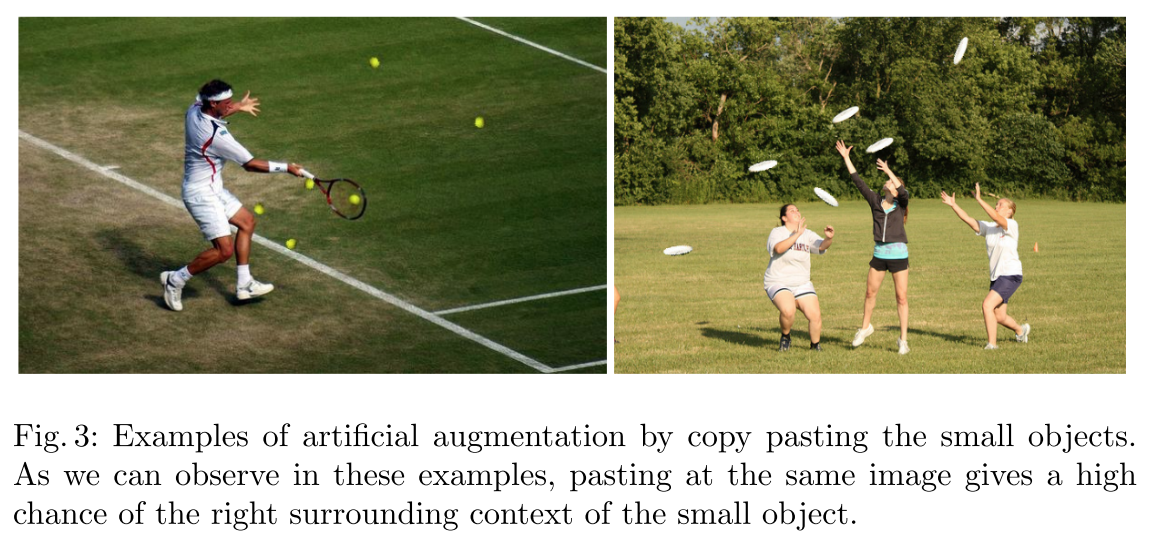 Fig. 3: Examples of artificial augmentation by copy pasting the small objects.
As we can observe in these examples, pasting at the same image gives a high
chance of the right surrounding context of the small object.